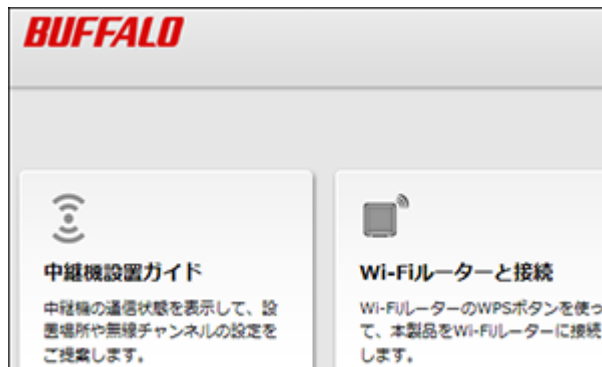 BUFFALO
中継機設置ガイド
中継機の通信状態を表示して、設
置場所や無線チャンネルの設定を
ご提案します。
Wi-Fiルーターと接続
Wi-FiルーターのWPSボタンを使っ
て、本製品をWi-Fiルーターに接続
します。